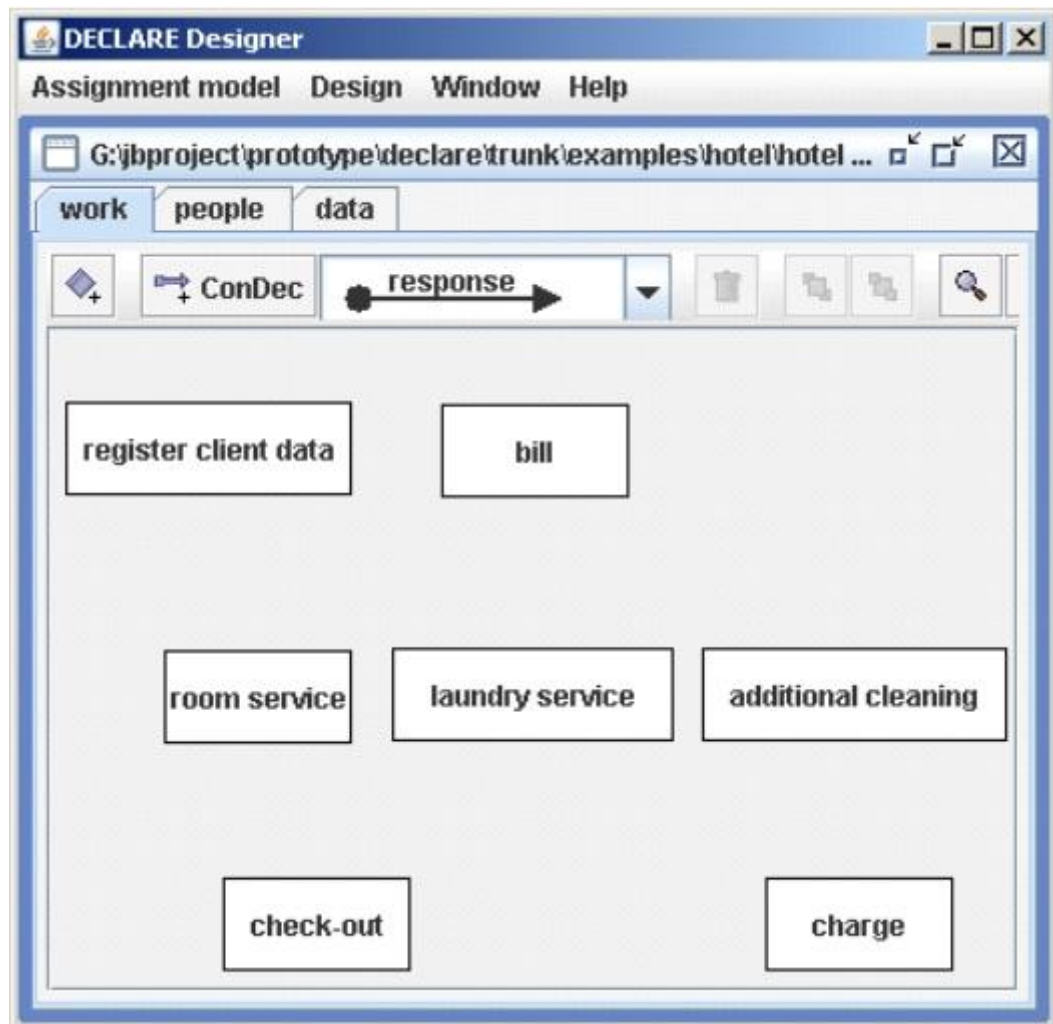 DECLARE Designer
Assignment model Design Window Help
G:\jbproject\prototype\declare\trunk\examples\hotel\hotel ...
work people data
ConDec response
register client data bill
room service laundry service additional cleaning
check-out charge